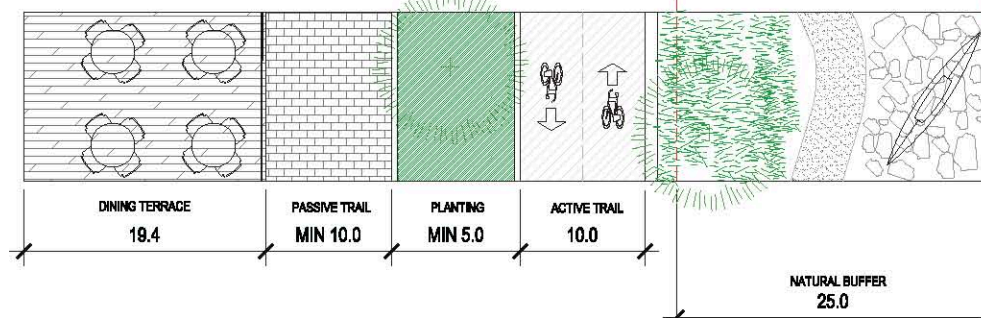 DINING TERRACE
19.4
PASSIVE TRAIL
MIN 10.0
PLANTING
MIN 5.0
ACTIVE TRAIL
10.0
NATURAL BUFFER
25.0